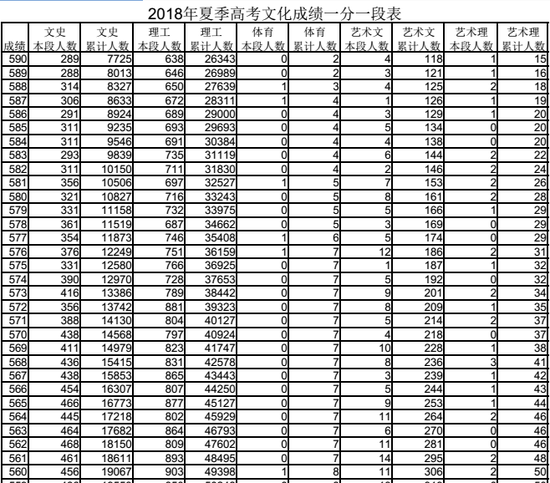 2018年夏季高考文化成绩一分一段表
文史 文史 理工 理工 体育 体育 艺术文 艺术文 艺术理 艺术理
成绩 本段人数 累计人数 本段人数 累计人数 本段人数 累计人数 本段人数 累计人数 本段人数 累计人数
590 289 7725 638 26343 0 2 4 118 1 15
589 288 8013 646 26989 0 2 3 121 1 16
588 314 8327 650 27639 1 3 4 125 2 18
587 306 8633 672 28311 1 4 1 126 1 19
586 291 8924 689 29000 0 4 3 129 1 20
585 311 9235 693 29693 0 4 5 134 0 20
584 311 9546 691 30384 0 4 4 138 0 20
583 293 9839 735 31119 0 4 6 144 2 22
582 311 10150 711 31830 0 4 2 146 2 24
581 356 10506 697 32527 1 5 7 153 2 26
580 321 10827 716 33243 0 5 8 161 2 28
579 331 11158 732 33975 0 5 5 166 1 29
578 361 11519 687 34662 0 5 3 169 0 29
577 354 11873 746 35408 1 6 5 174 0 29
576 376 12249 751 36159 1 7 12 186 2 31
575 331 12580 766 36925 0 7 1 187 1 32
574 390 12970 728 37653 0 7 5 192 0 32
573 416 13386 789 38442 0 7 9 201 2 34
572 356 13742 881 39323 0 7 8 209 1 35
571 388 14130 804 40127 0 7 5 214 2 37
570 438 14568 797 40924 0 7 4 218 0 37
569 411 14979 823 41747 0 7 10 228 1 38
568 436 15415 831 42578 0 7 8 236 3 41
567 438 15853 865 43443 0 7 3 239 1 42
566 454 16307 807 44250 0 7 5 244 1 43
565 466 16773 877 45127 0 7 9 253 1 44
564 445 17218 802 45929 0 7 11 264 2 46
563 464 17682 864 46793 0 7 6 270 0 46
562 468 18150 809 47602 0 7 11 281 0 46
561 461 18611 893 48495 0 7 14 295 2 48
560 456 19067 903 49398 1 8 11 306 2 50